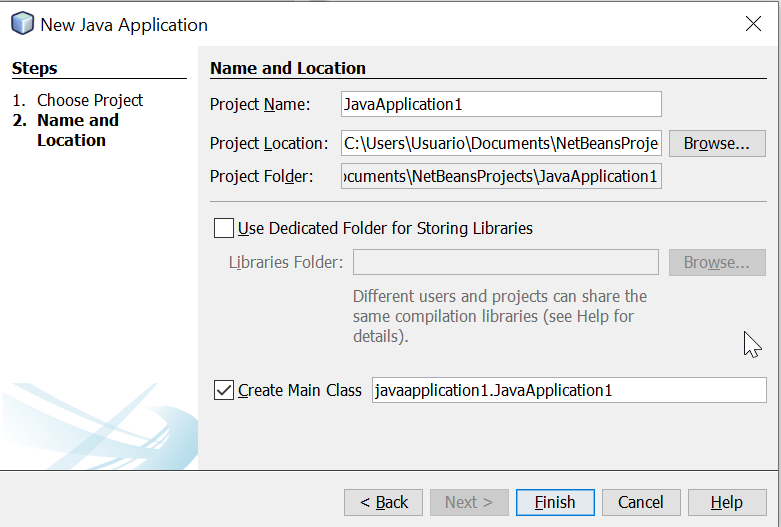 New Java Application
Steps
1. Choose Project
2. Name and
Location
Name and Location
Project Name: JavaApplication1
Project Location: C:\Users\Usuario\Documents\NetBeansProje Browse...
Project Folder: ocuments\NetBeansProjects\JavaApplication1
Use Dedicated Folder for Storing Libraries
Libraries Folder: Browse...
Different users and projects can share the
same compilation libraries (see Help for
details).
Create Main Class javaapplication1.JavaApplication1
< Back Next > Finish Cancel Help